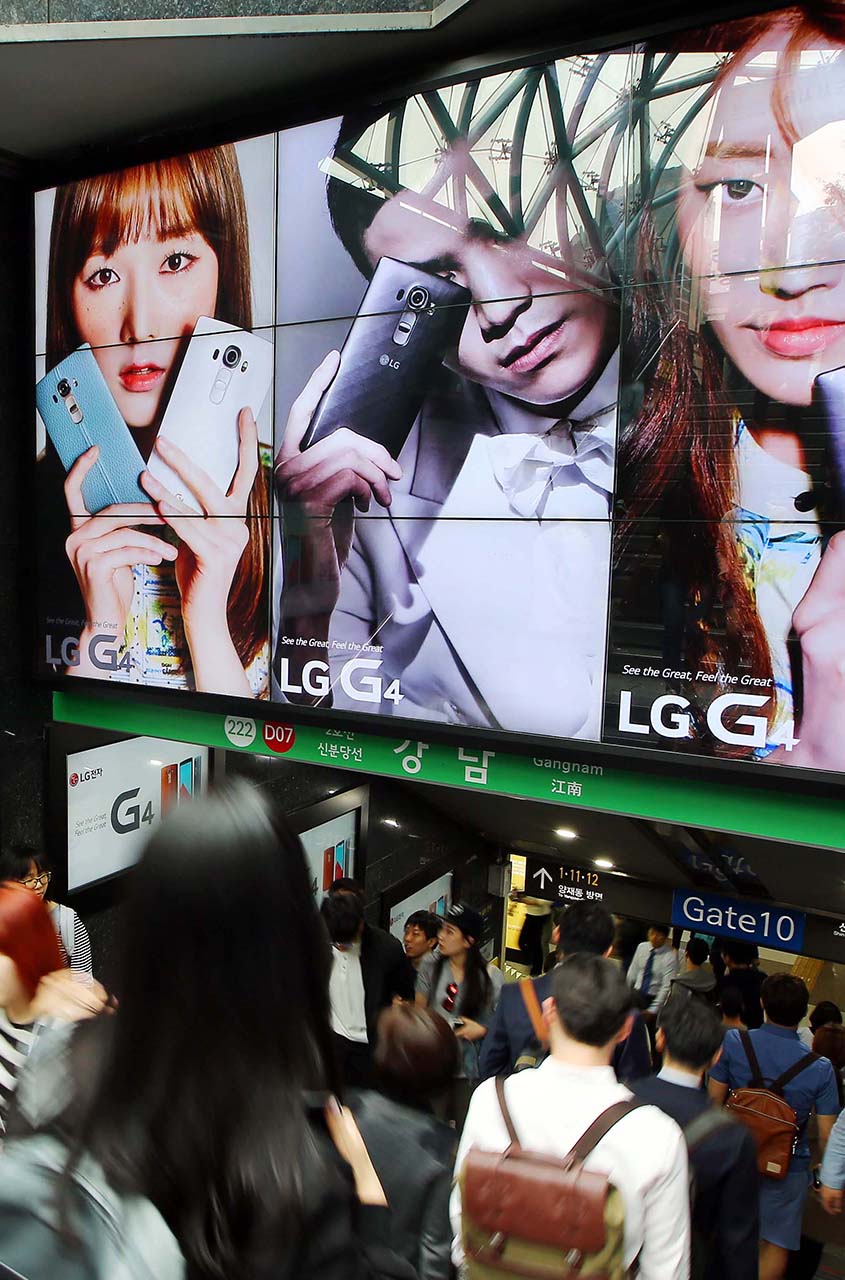 LG
See the Great, Feel the Great
LG G4
See the Great, Feel the Great
LG G4
See the Great, Feel the Great
LG G4
222 D07 2호선
신분당선
강남
Gangnam
江南
LG전자
See the Great,
Feel the Great
G4
1·11·12
양재동 방면
Gate10